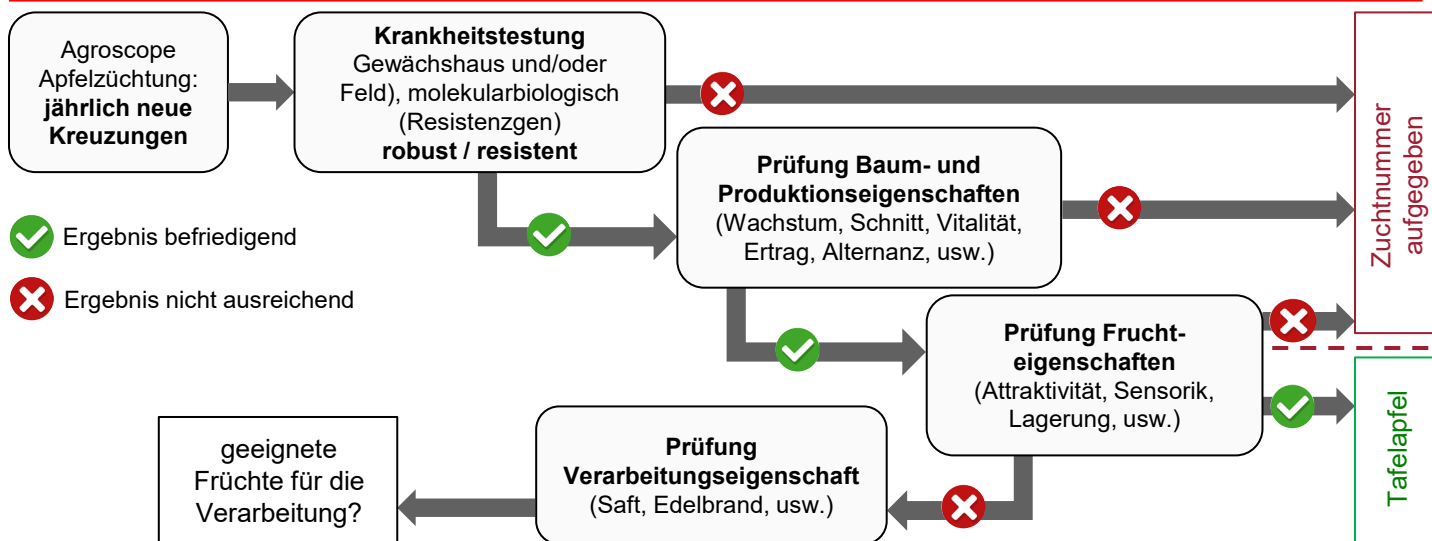 Agroscope
Apfelzüchtung:
jährlich neue
Kreuzungen
Krankheitstestung
Gewächshaus und/oder
Feld), molekularbiologisch
(Resistenzgen)
robust / resistent
Prüfung Baum- und
Produktionseigenschaften
(Wachstum, Schnitt, Vitalität,
Ertrag, Alternanz, usw.)
Zuchtnummer
aufgegeben
Ergebnis befriedigend
Ergebnis nicht ausreichend
Prüfung Frucht-
eigenschaften
(Attraktivität, Sensorik,
Lagerung, usw.)
Tafelapfel
Prüfung
Verarbeitungseigenschaft
(Saft, Edelbrand, usw.)
geeignete
Früchte für die
Verarbeitung?